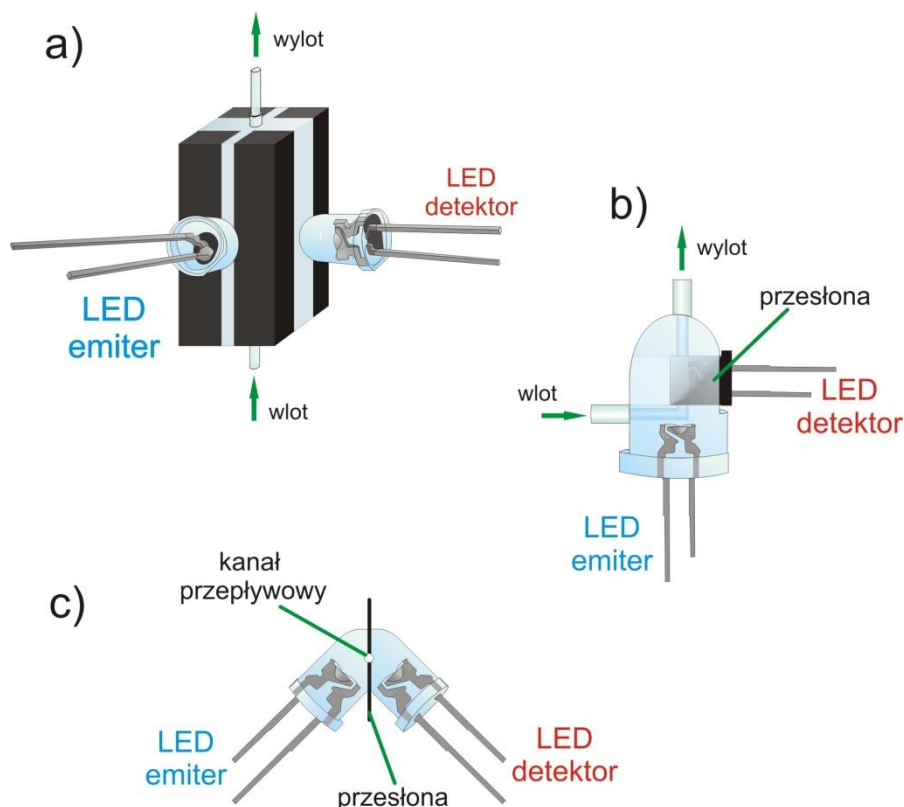 a)
wylot
LED
detektor
LED
emiter
wlot
b)
wylot
przesłona
wlot
LED
detektor
LED
emiter
c)
kanał
przepływowy
LED
emiter
LED
detektor
przesłona